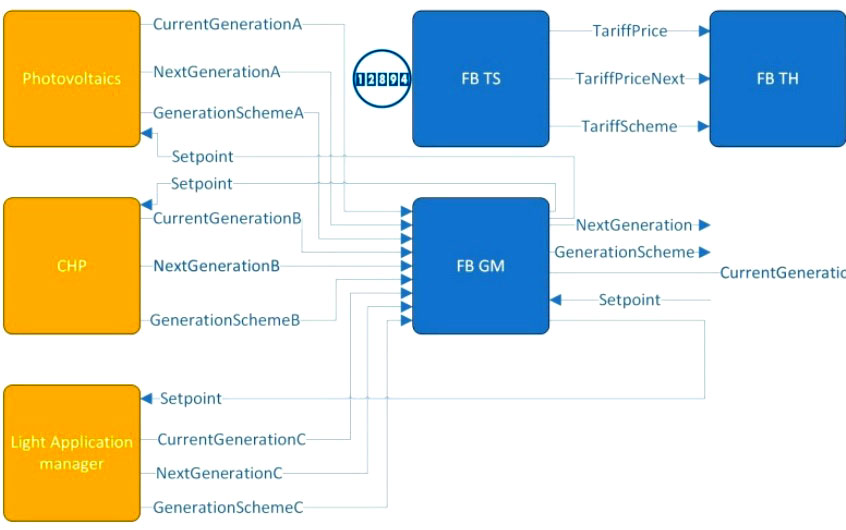 CurrentGenerationA
Photovoltaics
NextGenerationA
GenerationSchemeA
Setpoint
12894
FB TS
TariffPrice
TariffPriceNext
TariffScheme
FB TH
Setpoint
CurrentGenerationB
CHP
NextGenerationB
GenerationSchemeB
FB GM
NextGeneration
GenerationScheme
CurrentGeneratio
Setpoint
Setpoint
Light Application
manager
CurrentGenerationC
NextGenerationC
GenerationSchemeC